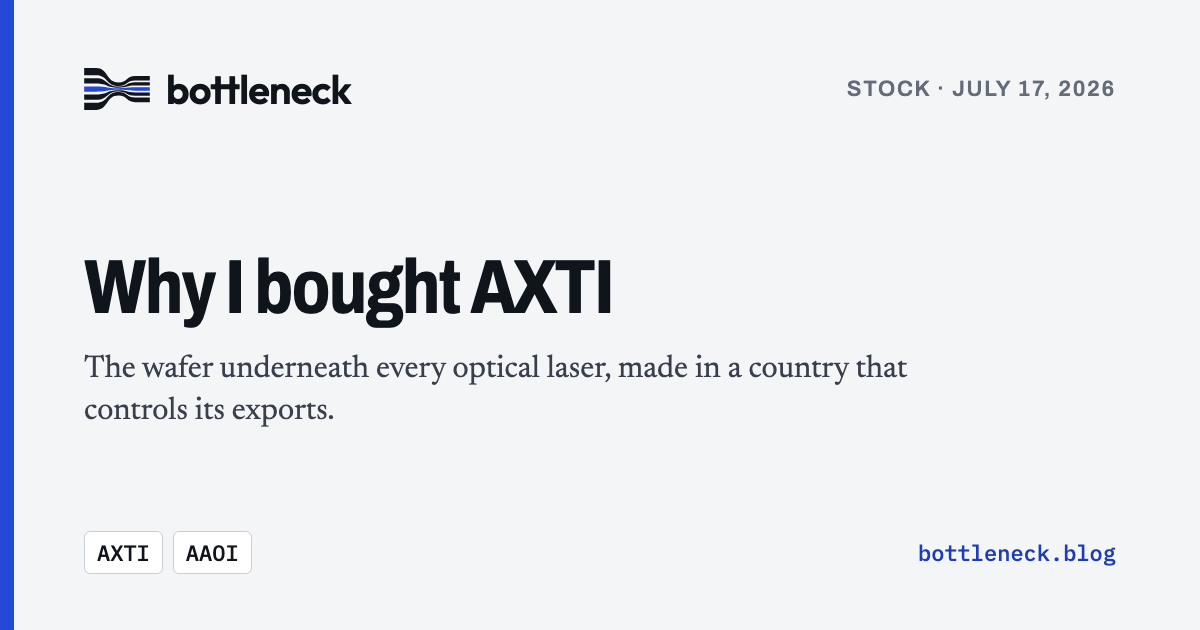 bottleneck
STOCK · JULY 17, 2026
Why I bought AXTI
The wafer underneath every optical laser, made in a country that
controls its exports.
AXTI
AAOI
bottleneck.blog